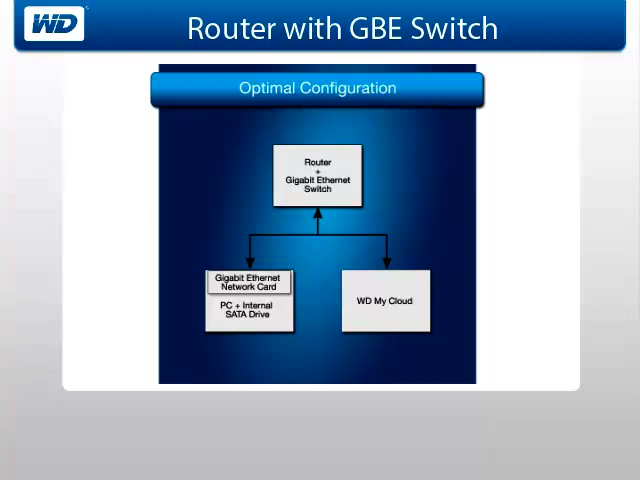 WD
Router with GBE Switch
Optimal Configuration
Router
+
Gigabit Ethernet
Switch
Gigabit Ethernet
Network Card
PC + Internal
SATA Drive
WD My Cloud